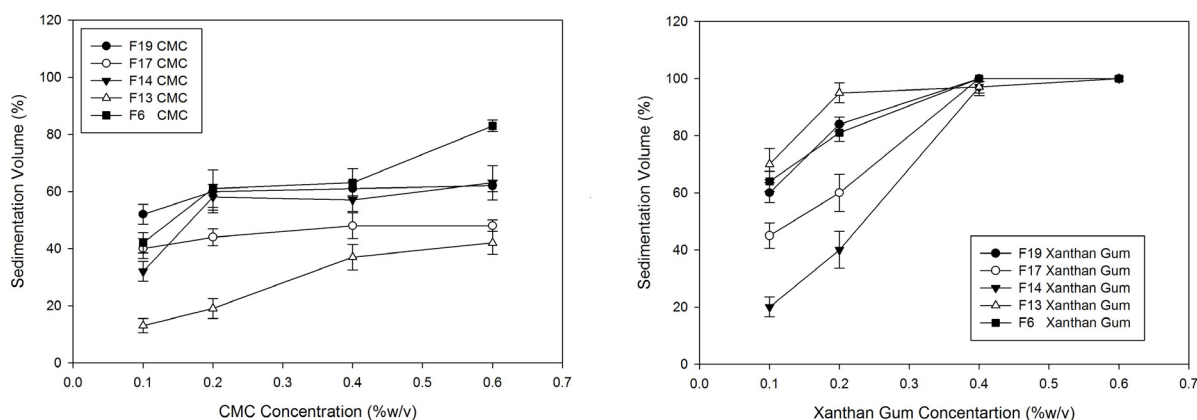 120
100
80
60
40
20
0
Sedimentation Volume (%)
F19 CMC
F17 CMC
F14 CMC
F13 CMC
F6 CMC
0.0 0.1 0.2 0.3 0.4 0.5 0.6 0.7
CMC Concentration (%w/v)
120
100
80
60
40
20
0
Sedimentation Volume (%)
F19 Xanthan Gum
F17 Xanthan Gum
F14 Xanthan Gum
F13 Xanthan Gum
F6 Xanthan Gum
0.0 0.1 0.2 0.3 0.4 0.5 0.6 0.7
Xanthan Gum Concentartion (%w/v)